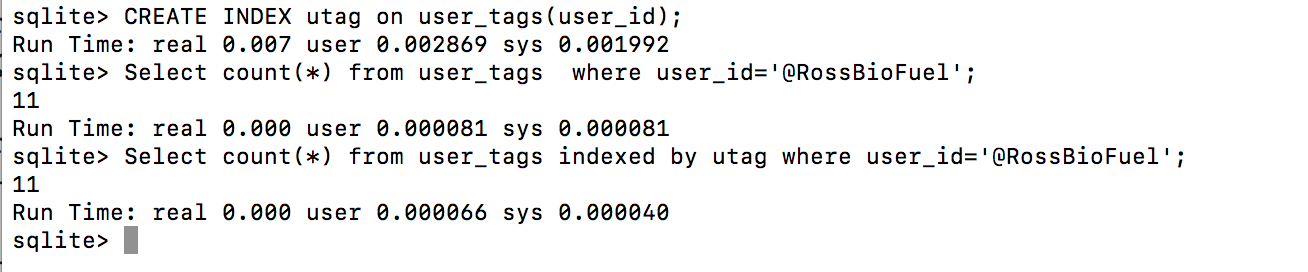 sqlite> CREATE INDEX utag on user_tags(user_id);
Run Time: real 0.007 user 0.002869 sys 0.001992
sqlite> Select count(*) from user_tags  where user_id='@RossBioFuel';
11
Run Time: real 0.000 user 0.000081 sys 0.000081
sqlite> Select count(*) from user_tags indexed by utag where user_id='@RossBioFuel';
11
Run Time: real 0.000 user 0.000066 sys 0.000040
sqlite>